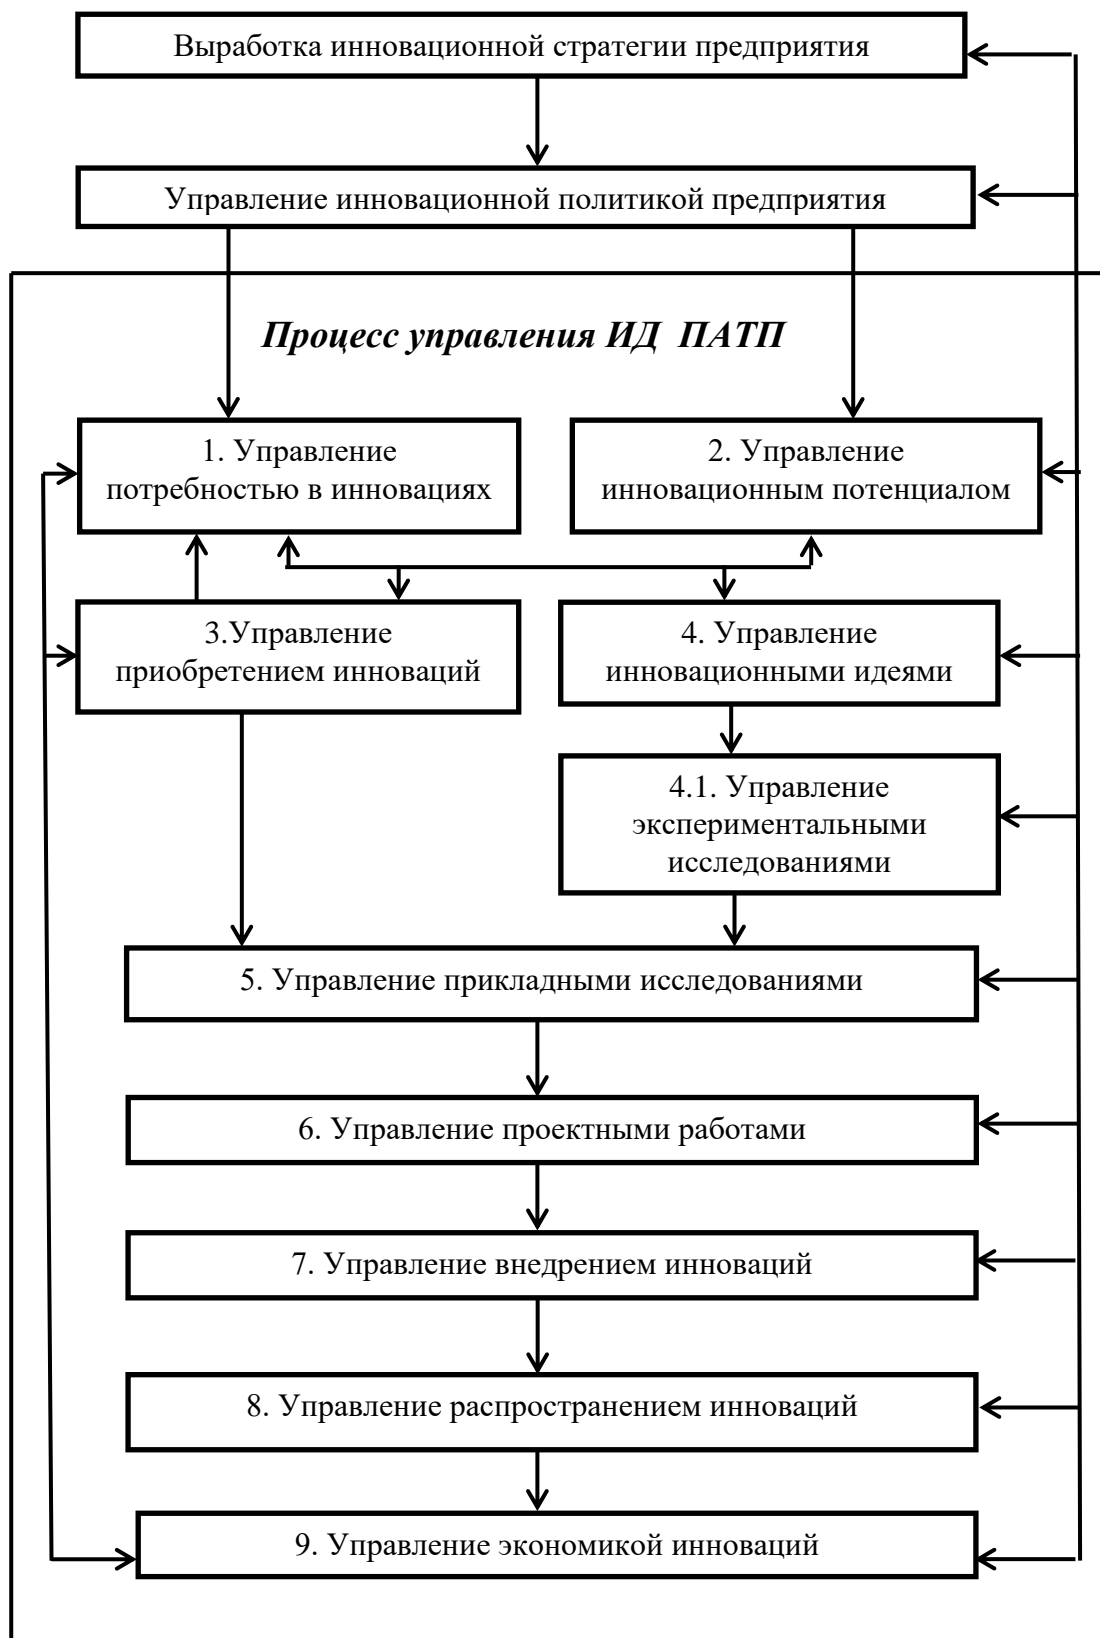 Выработка инновационной стратегии предприятия
Управление инновационной политикой предприятия
Процесс управления ИД ПАТП
1. Управление
потребностью в инновациях
2. Управление
инновационным потенциалом
3.Управление
приобретением инноваций
4. Управление
инновационными идеями
4.1. Управление
экспериментальными
исследованиями
5. Управление прикладными исследованиями
6. Управление проектными работами
7. Управление внедрением инноваций
8. Управление распространением инноваций
9. Управление экономикой инноваций